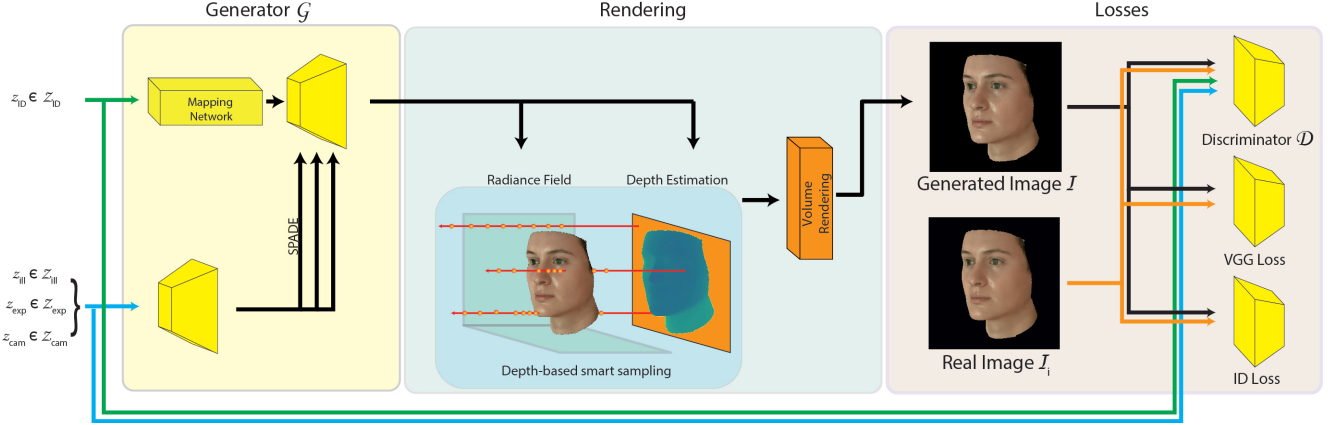 Generator 𝒢
Rendering
Losses
z_ID ∈ 𝒵_ID
Mapping
Network
SPADE
z_ill ∈ 𝒵_ill
z_exp ∈ 𝒵_exp
z_cam ∈ 𝒵_cam
Radiance Field
Depth Estimation
Depth-based smart sampling
Volume
Rendering
Generated Image I
Real Image I_i
Discriminator 𝒟
VGG Loss
ID Loss